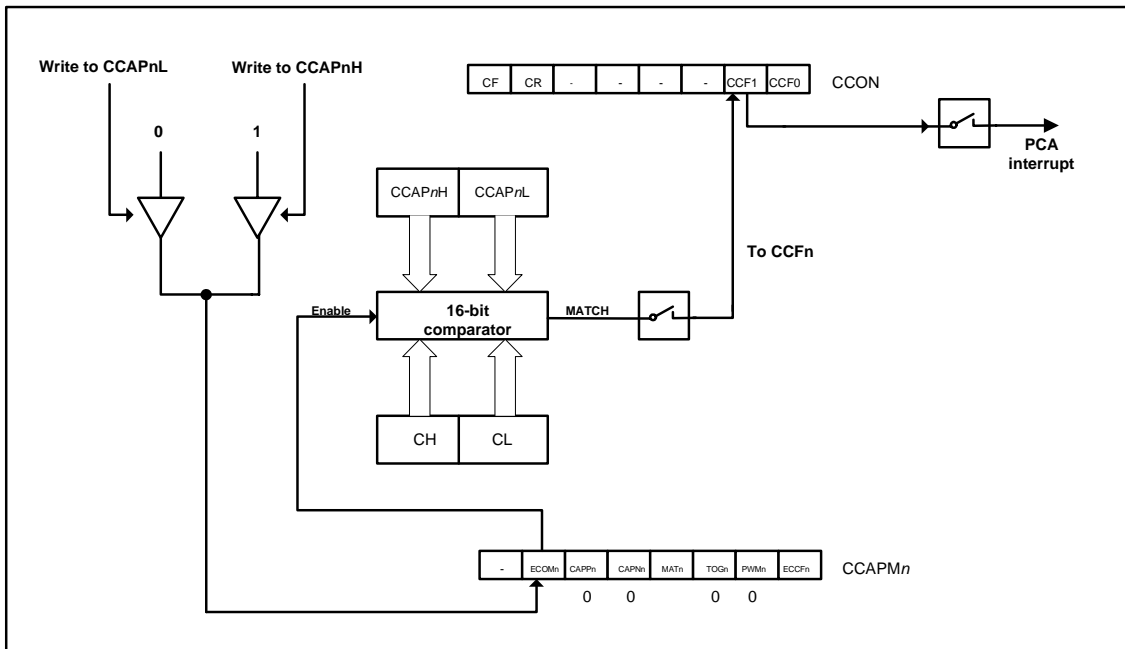 Write to CCAPnL
Write to CCAPnH
0
1
CF CR - - - - CCF1 CCF0 CCON
PCA
interrupt
CCAPnH CCAPnL
To CCFn
Enable
16-bit
comparator
MATCH
CH CL
- ECOMn CAPPn CAPNn MATn TOGn PWMn ECCFn CCAPMn
0 0 0 0